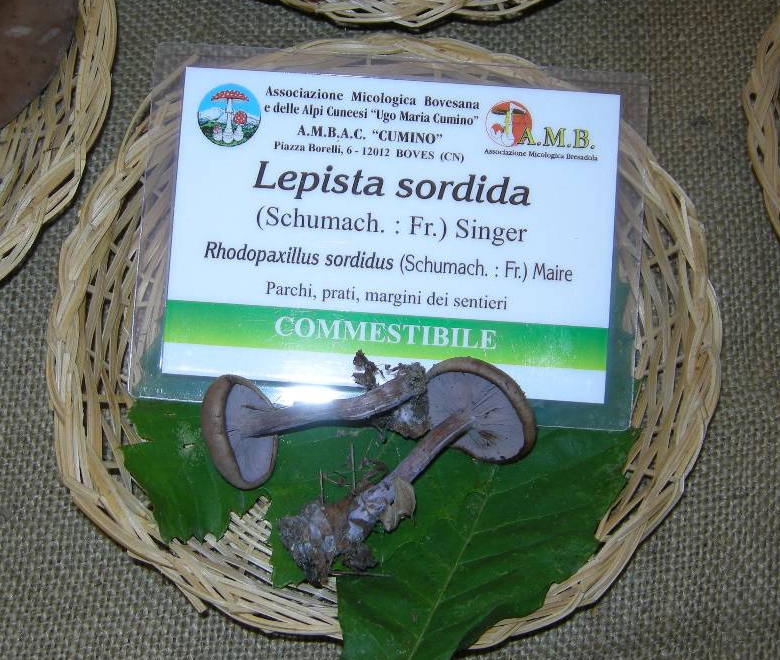 Associazione Micologica Bovesana
e delle Alpi Cuneesi "Ugo Maria Cumino"
A.M.B.A.C. "CUMINO"
Piazza Borelli, 6 - 12012 BOVES (CN)
A.M.B.
Associazione Micologica Bresadola
Lepista sordida
(Schumach. : Fr.) Singer
Rhodopaxillus sordidus (Schumach. : Fr.) Maire
Parchi, prati, margini dei sentieri
COMMESTIBILE